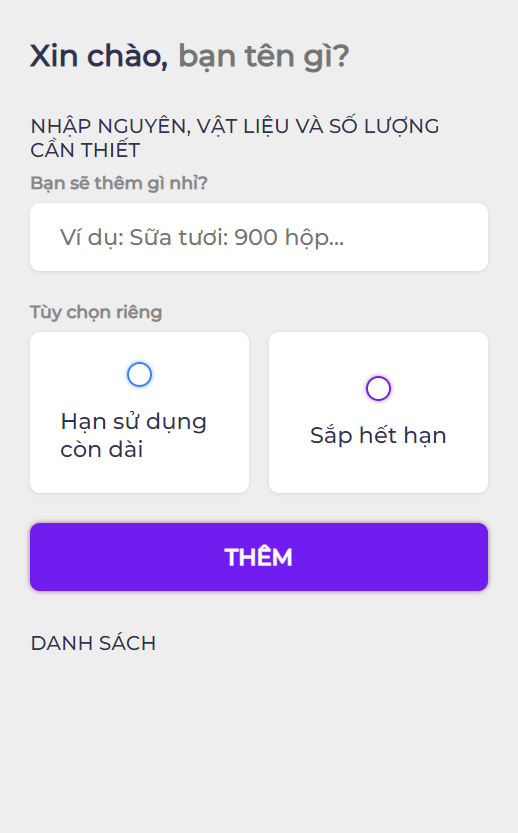 Xin chào, bạn tên gì?
NHẬP NGUYÊN, VẬT LIỆU VÀ SỐ LƯỢNG
CẦN THIẾT
Bạn sẽ thêm gì nhỉ?
Ví dụ: Sữa tươi: 900 hộp...
Tùy chọn riêng
Hạn sử dụng
còn dài
Sắp hết hạn
THÊM
DANH SÁCH